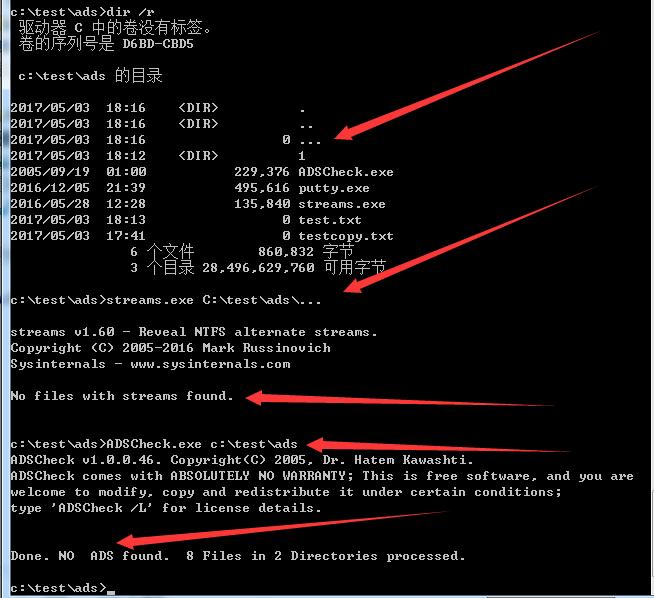 c:\test\ads>dir /r
驱动器 C 中的卷没有标签。
卷的序列号是 D6BD-CBD5
c:\test\ads 的目录
2017/05/03  18:16    <DIR>          .
2017/05/03  18:16    <DIR>          ..
2017/05/03  18:16                 0 ...
2017/05/03  18:12    <DIR>          1
2005/09/19  01:00           229,376 ADSCheck.exe
2016/12/05  21:39           495,616 putty.exe
2016/05/28  12:28           135,840 streams.exe
2017/05/03  18:13                 0 test.txt
2017/05/03  17:41                 0 testcopy.txt
6 个文件        860,832 字节
3 个目录 28,496,629,760 可用字节
c:\test\ads>streams.exe C:\test\ads\...
streams v1.60 - Reveal NTFS alternate streams.
Copyright (C) 2005-2016 Mark Russinovich
Sysinternals - www.sysinternals.com
No files with streams found.
c:\test\ads>ADSCheck.exe c:\test\ads
ADSCheck v1.0.0.46. Copyright(C) 2005, Dr. Hatem Kawashti.
ADSCheck comes with ABSOLUTELY NO WARRANTY; This is free software, and you are
welcome to modify, copy and redistribute it under certain conditions;
type 'ADSCheck /L' for license details.
Done. NO  ADS found.  8 Files in 2 Directories processed.
c:\test\ads>_